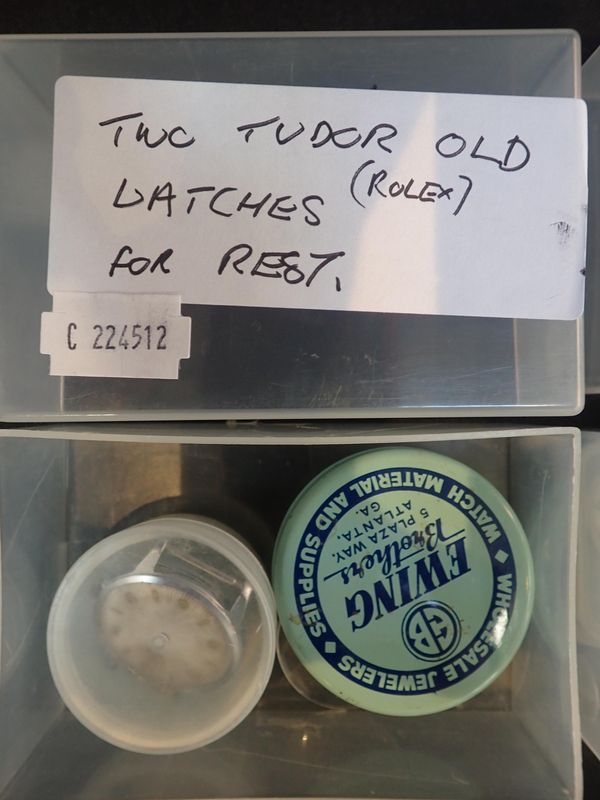 TWO TUDOR OLD
WATCHES (ROLEX)
FOR REST.
C 224512
WHOLESALE JEWELERS ◆ WATCH MATERIAL AND SUPPLIES ◆
EB
EWING
Brothers
5 PLAZA WAY.
ATLANTA.
GA.